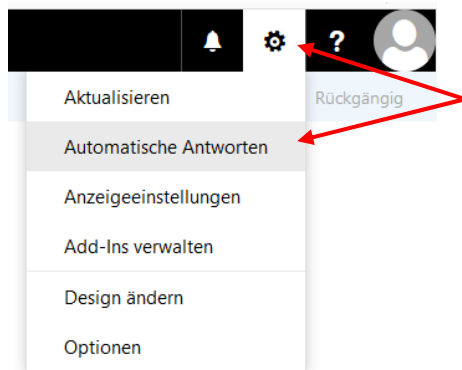 ?
Aktualisieren
Rückgängig
Automatische Antworten
Anzeigeeinstellungen
Add-Ins verwalten
Design ändern
Optionen